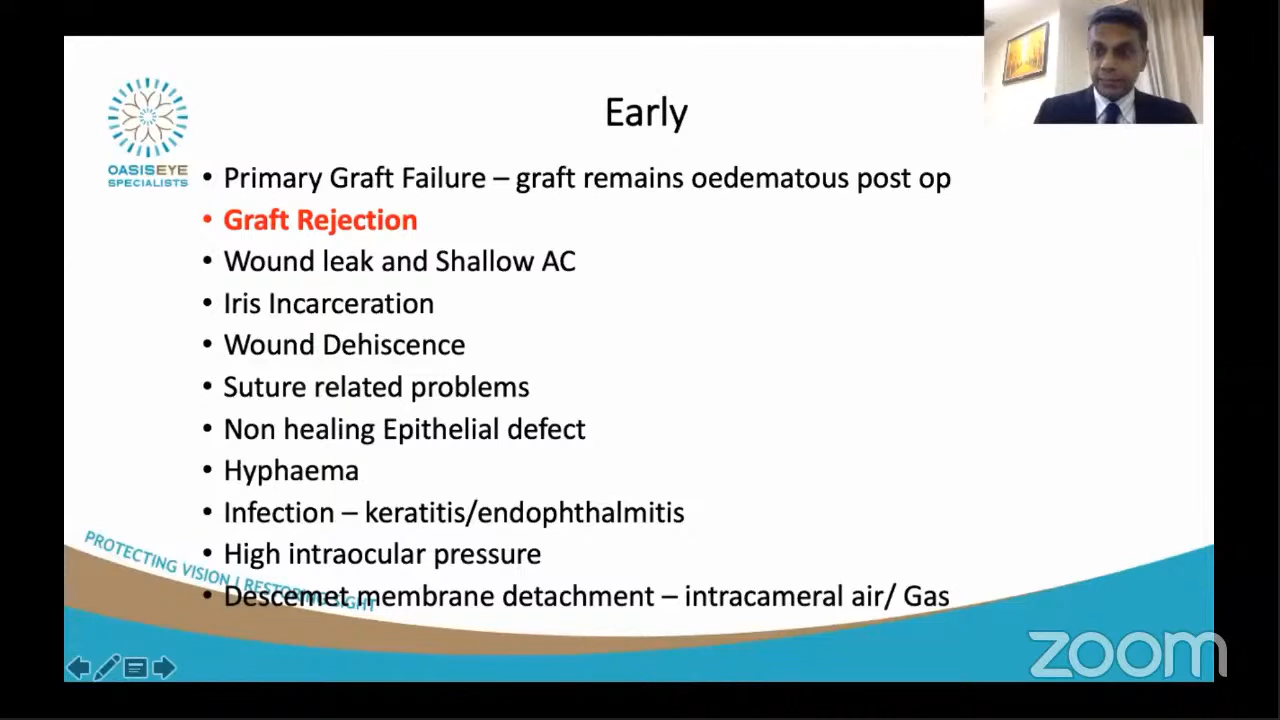 Early
OASISEYE
SPECIALISTS
• Primary Graft Failure – graft remains oedematous post op
• Graft Rejection
• Wound leak and Shallow AC
• Iris Incarceration
• Wound Dehiscence
• Suture related problems
• Non healing Epithelial defect
• Hyphaema
• Infection – keratitis/endophthalmitis
• High intraocular pressure
• Descemet membrane detachment – intracameral air/ Gas
PROTECTING VISION | RESTORING SIGHT
zoom